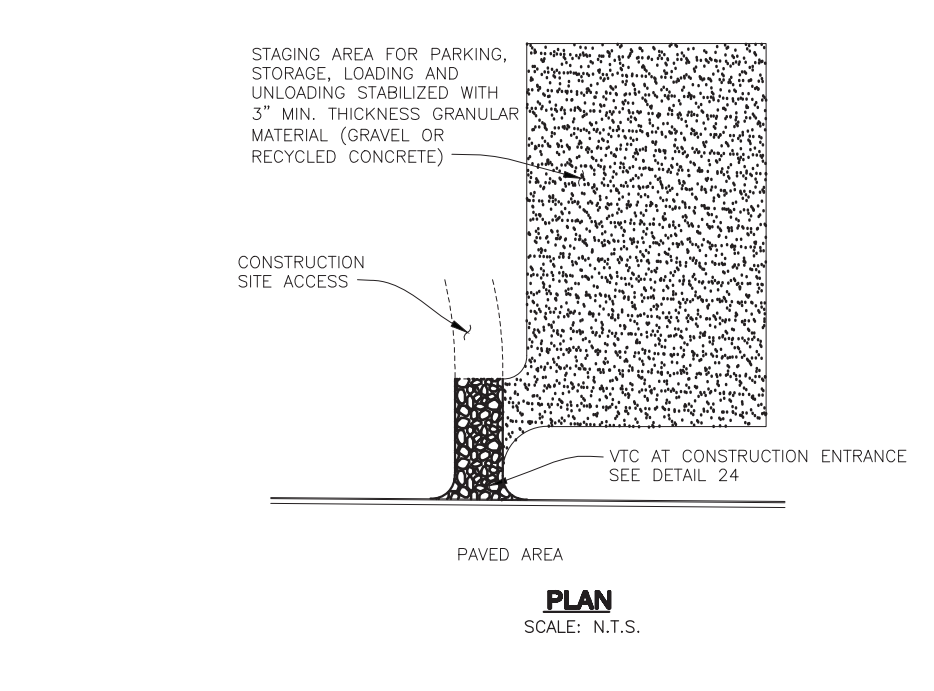 STAGING AREA FOR PARKING,
STORAGE, LOADING AND
UNLOADING STABILIZED WITH
3" MIN. THICKNESS GRANULAR
MATERIAL (GRAVEL OR
RECYCLED CONCRETE)
CONSTRUCTION
SITE ACCESS
VTC AT CONSTRUCTION ENTRANCE
SEE DETAIL 24
PAVED AREA
PLAN
SCALE: N.T.S.